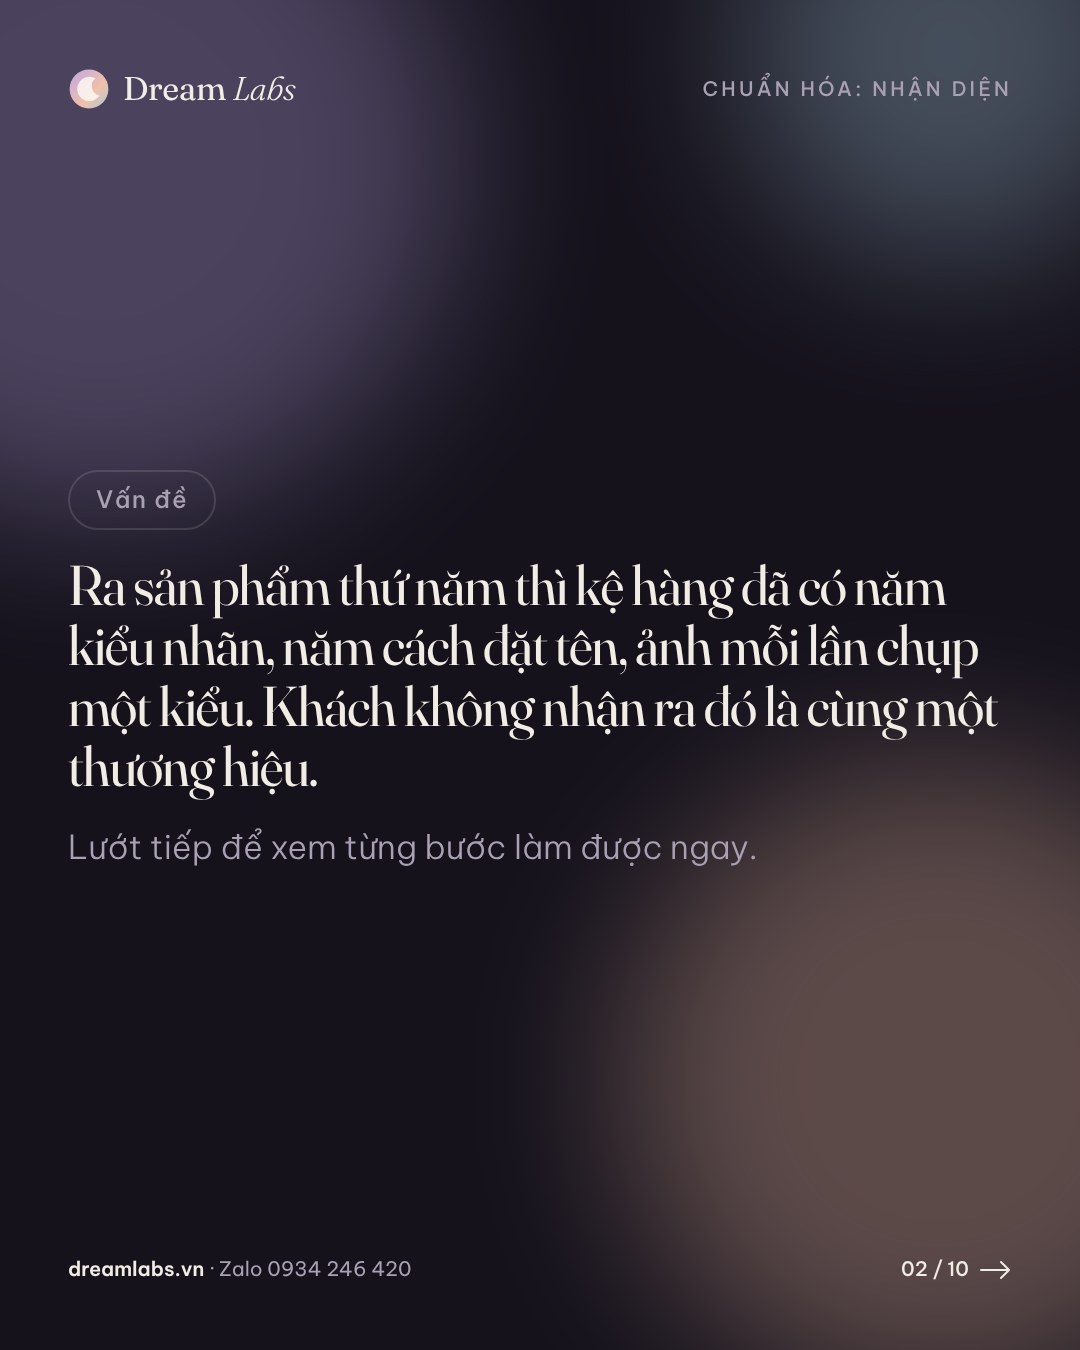 Dream Labs
CHUẨN HÓA: NHẬN DIỆN
Vấn đề
Ra sản phẩm thứ năm thì kệ hàng đã có năm
kiểu nhãn, năm cách đặt tên, ảnh mỗi lần chụp
một kiểu. Khách không nhận ra đó là cùng một
thương hiệu.
Lướt tiếp để xem từng bước làm được ngay.
dreamlabs.vn · Zalo 0934 246 420
02 / 10 →